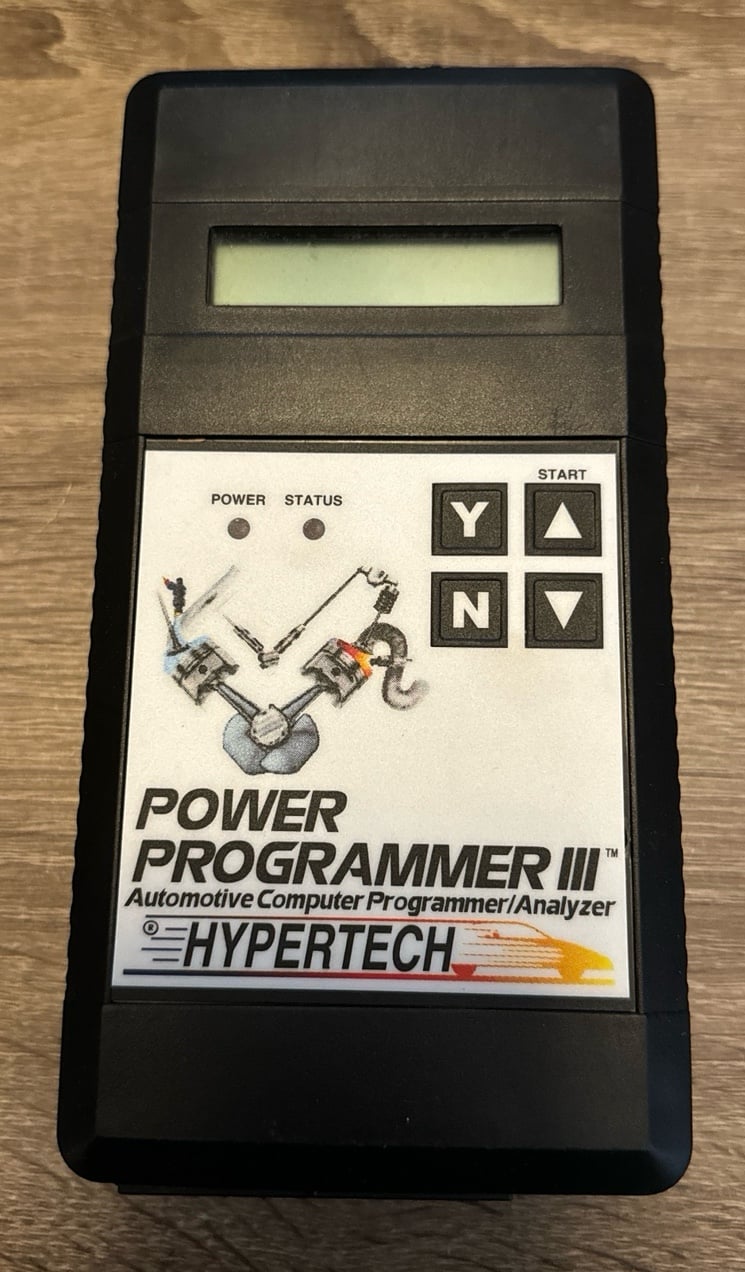 START
POWER STATUS
Y ▲
N ▼
POWER
PROGRAMMER III™
Automotive Computer Programmer/Analyzer
® HYPERTECH